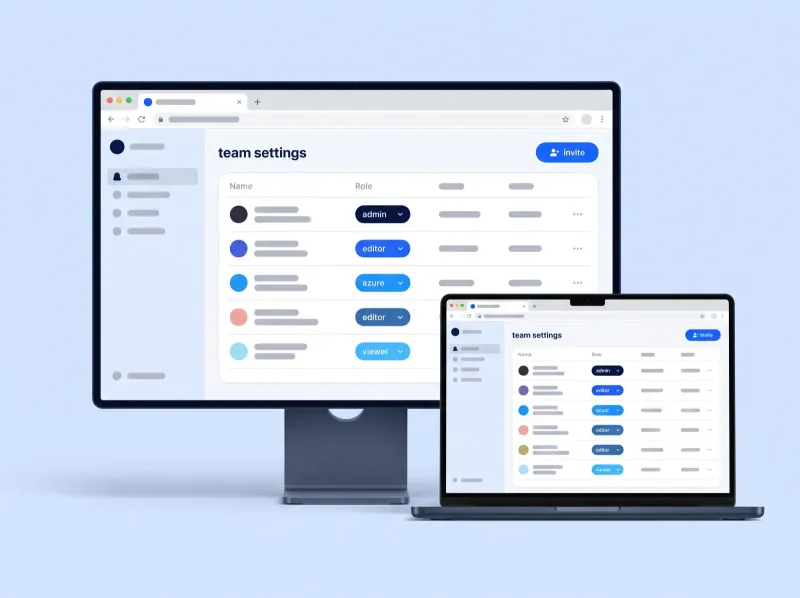 team settings
invite
Name Role
admin
editor
azure
editor
viewer
team settings
invite
Name Role
admin
editor
azure
editor
editor
viewer